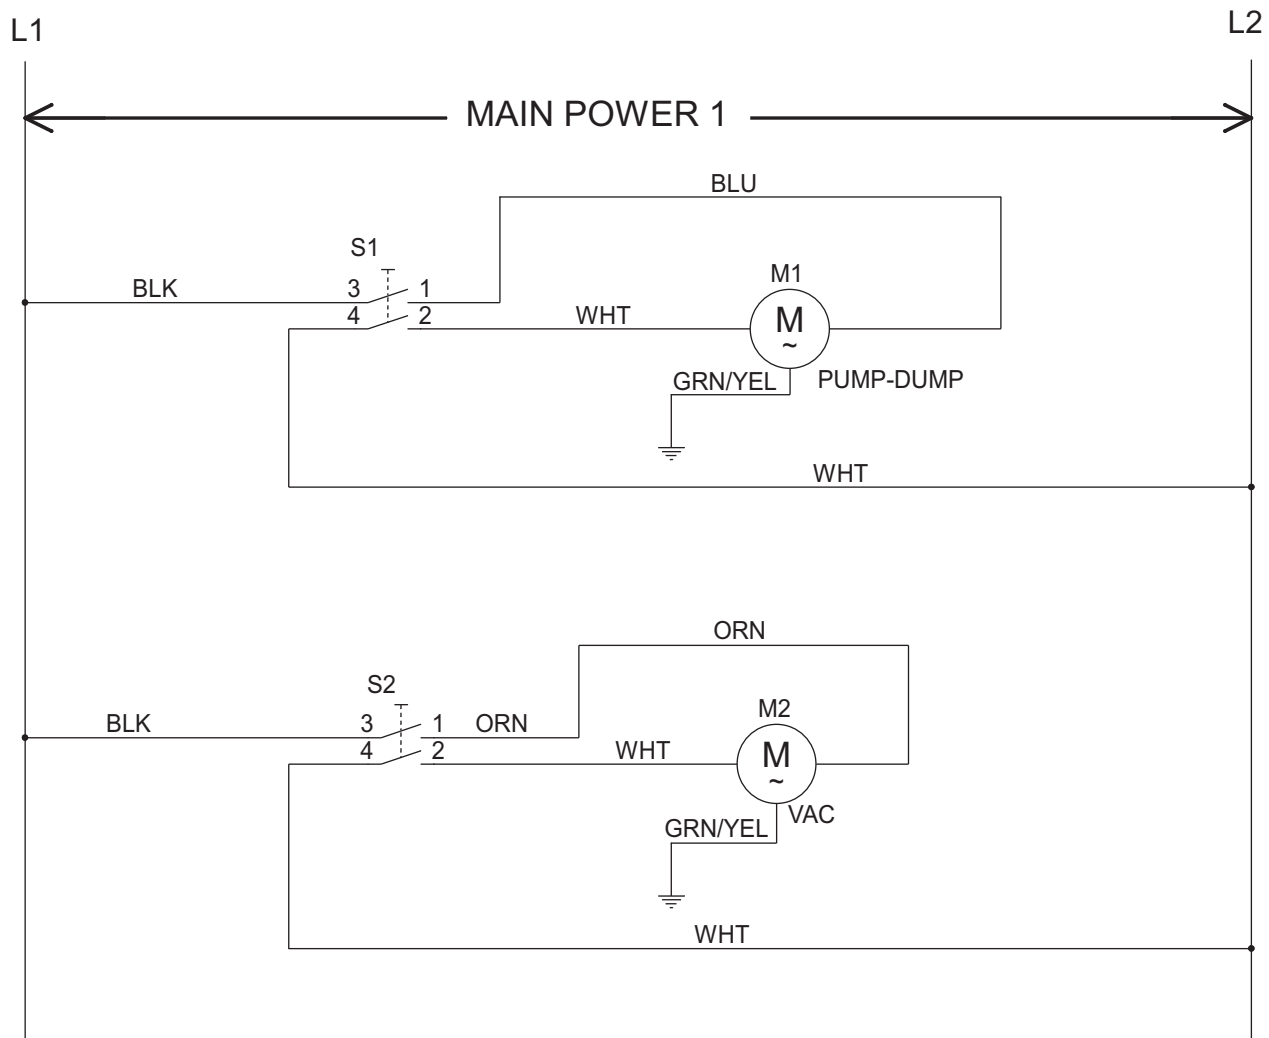 L1
L2
MAIN POWER 1
BLU
S1
M1
BLK
3
1
4
2
WHT
M
~
GRN/YEL
PUMP-DUMP
WHT
ORN
S2
M2
BLK
3
1
ORN
4
2
WHT
M
~
VAC
GRN/YEL
WHT